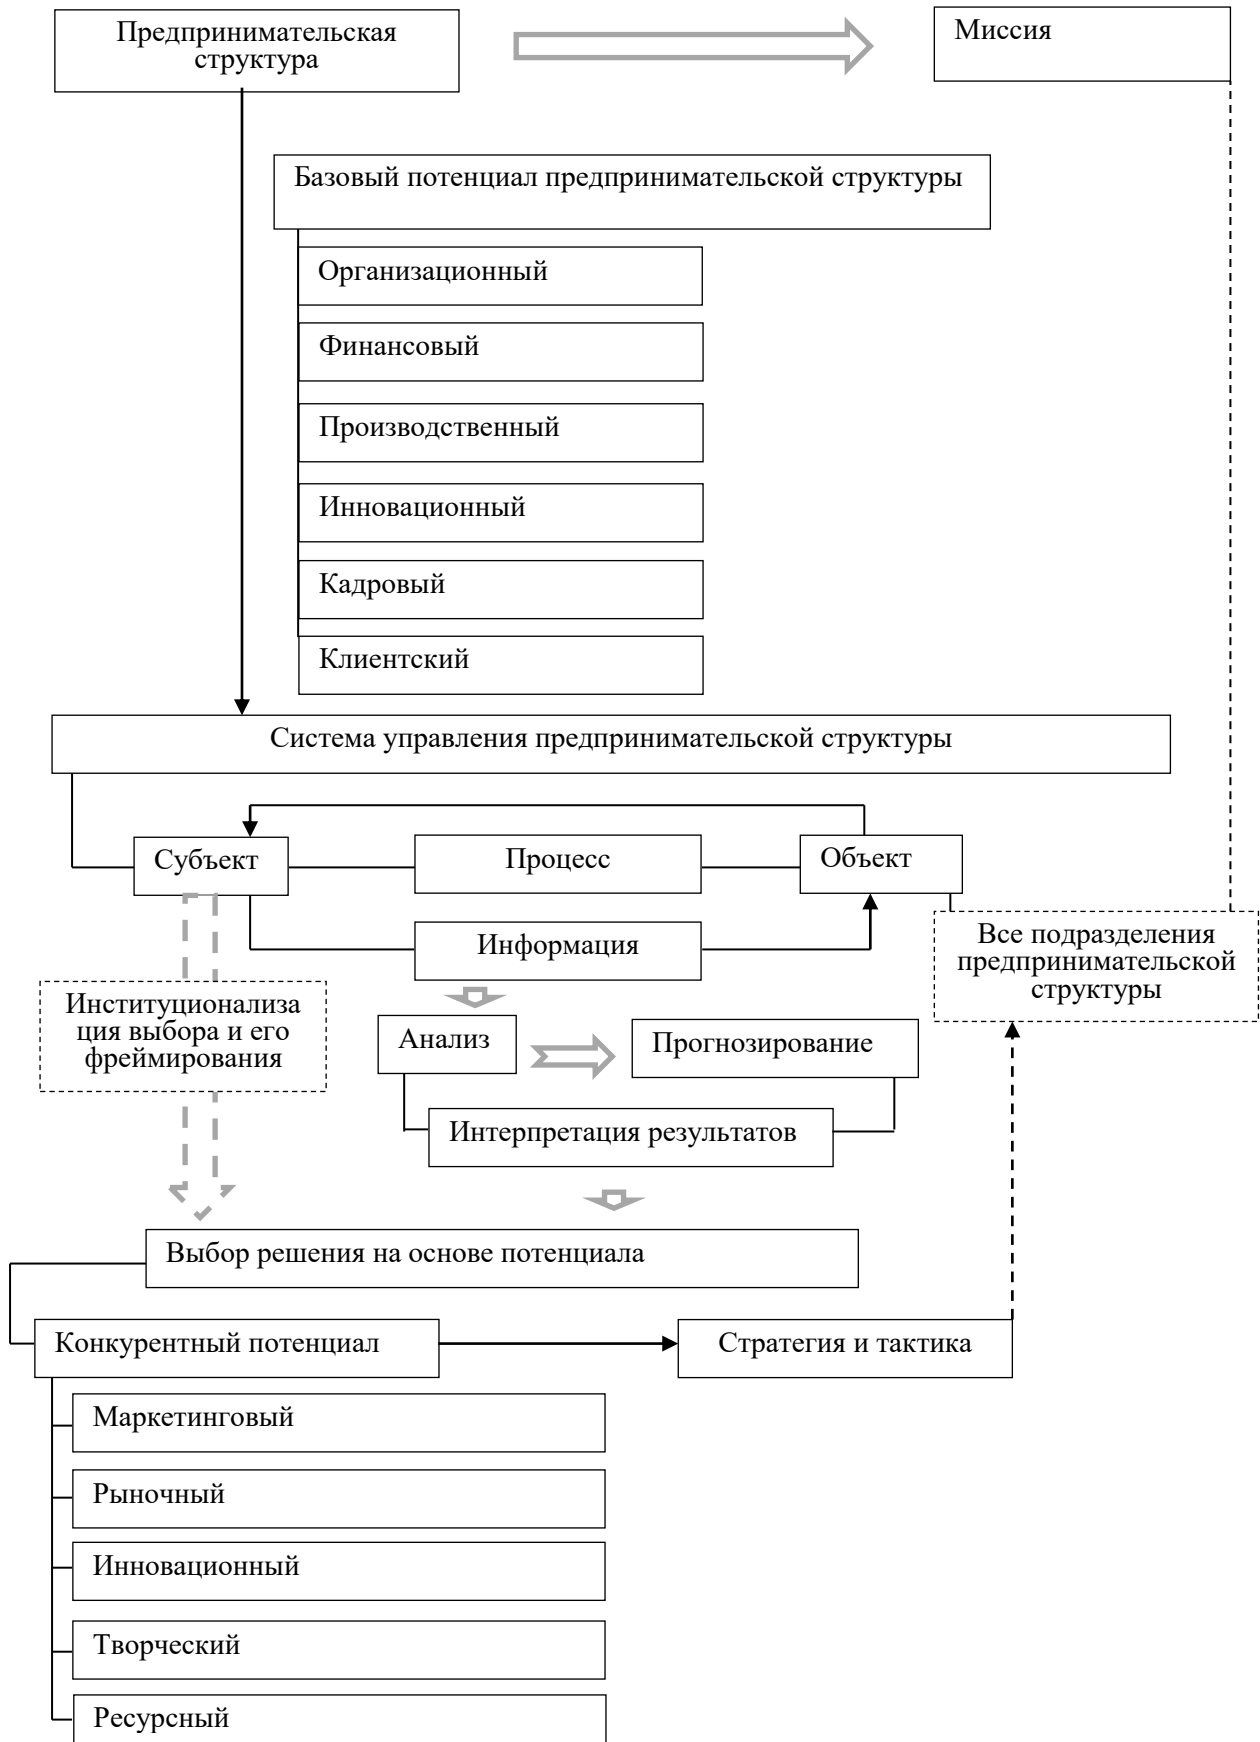 Предпринимательская
структура
Миссия
Базовый потенциал предпринимательской структуры
Организационный
Финансовый
Производственный
Инновационный
Кадровый
Клиентский
Система управления предпринимательской структуры
Субъект
Процесс
Объект
Информация
Все подразделения
предпринимательской
структуры
Институционализа
ция выбора и его
фреймирования
Анализ
Прогнозирование
Интерпретация результатов
Выбор решения на основе потенциала
Конкурентный потенциал
Стратегия и тактика
Маркетинговый
Рыночный
Инновационный
Творческий
Ресурсный